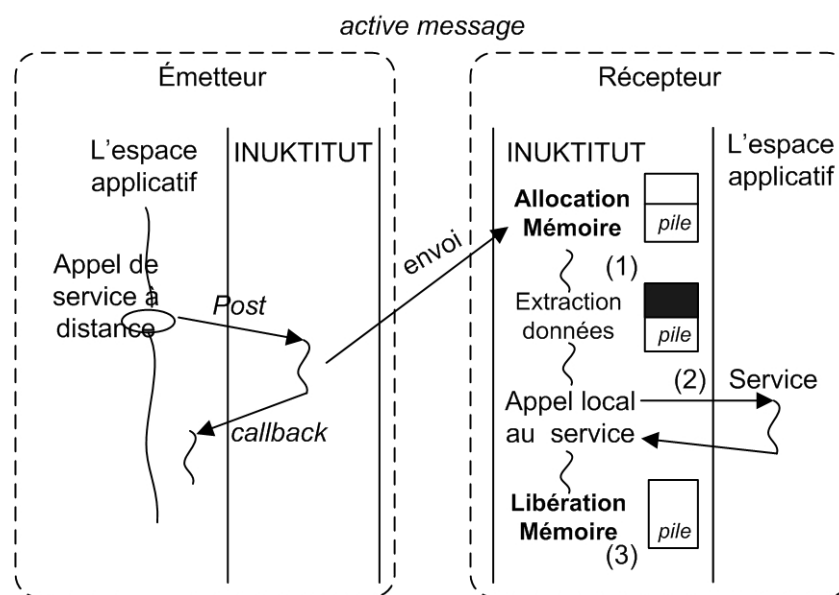 active message
Émetteur
L'espace
applicatif
INUKTITUT
Appel de
service à
distance
Post
callback
envoi
Récepteur
INUKTITUT
L'espace
applicatif
Allocation
Mémoire
pile
(1)
Extraction
données
pile
(2)
Service
Appel local
au service
Libération
Mémoire
pile
(3)